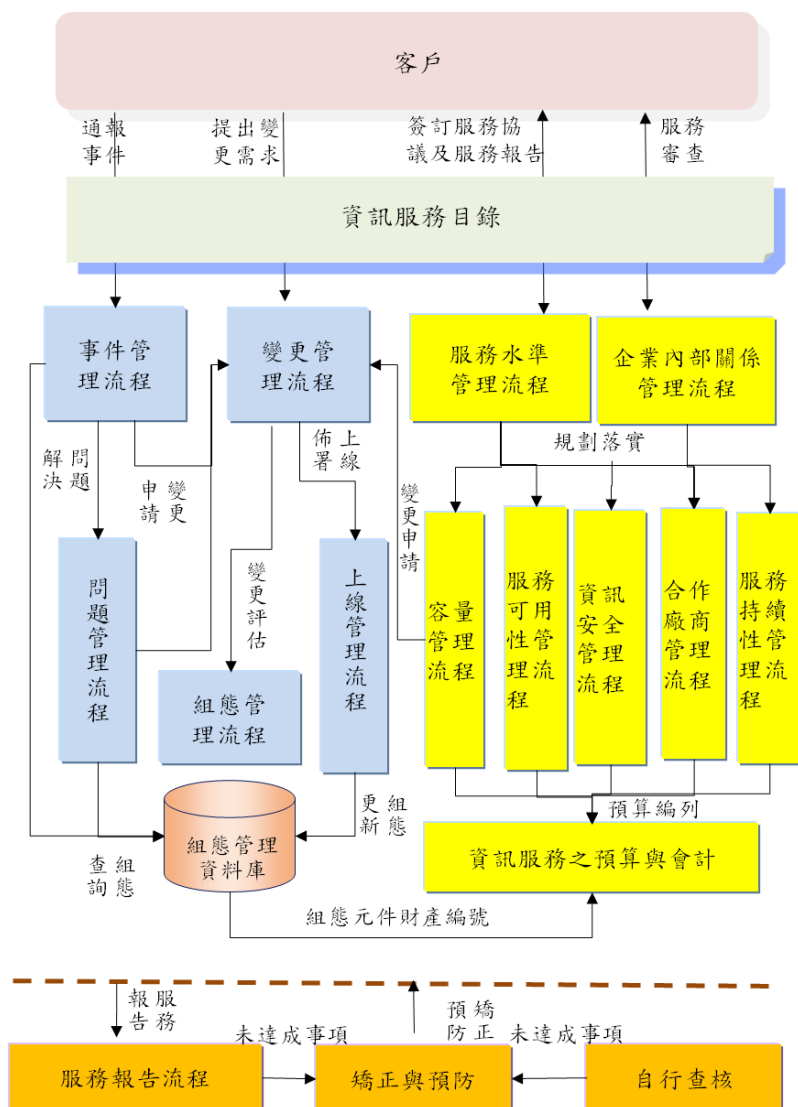 客戶
通報
事件
提出變
更需求
簽訂服務協
議及服務報告
服務
審查
資訊服務目錄
事件管
理流程
變更管
理流程
服務水準
管理流程
企業內部關係
管理流程
問題
解決
變更
申請
上線
佈署
規劃落實
變更申請
問題管理流程
變更評估
組態管
理流程
上線管理流程
容量
管理
流程
服務
可用
性管
理流
程
資訊
安全
管理
流程
合作
廠商
管理
流程
服務
持續
性管
理流
程
組態
更新
預算編列
組態管理
資料庫
組態
查詢
資訊服務之預算與會計
組態元件財產編號
服務
報告
矯正
預防
未達成事項
未達成事項
服務報告流程
矯正與預防
自行查核